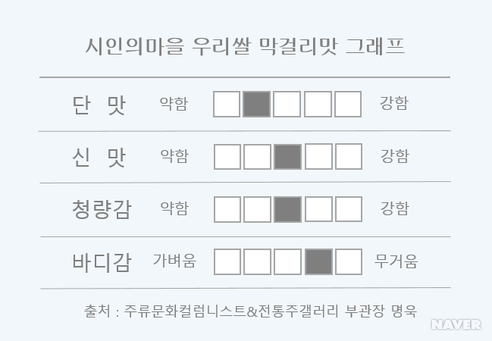 시인의마을 우리쌀 막걸리맛 그래프
단 맛 약함 강함
신 맛 약함 강함
청량감 약함 강함
바디감 가벼움 무거움
출처 : 주류문화컬럼니스트&전통주갤러리 부관장 명욱
NAVER